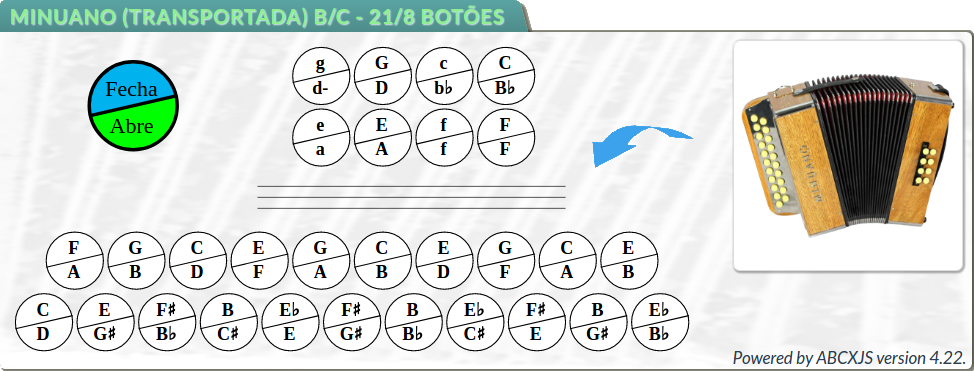 MINUANO (TRANSPORTADA) B/C - 21/8 BOTÕES
g G c C
d- D b♭ B♭
Fecha
Abre
e E f F
a A f F
F G C E G C E G C E
A B D F A B D F A B
C E F♯ B E♭ F♯ B E♭ F♯ B E♭
D G♯ B♭ C♯ E G♯ B♭ C♯ E G♯ B♭
Powered by ABCXJS version 4.22.